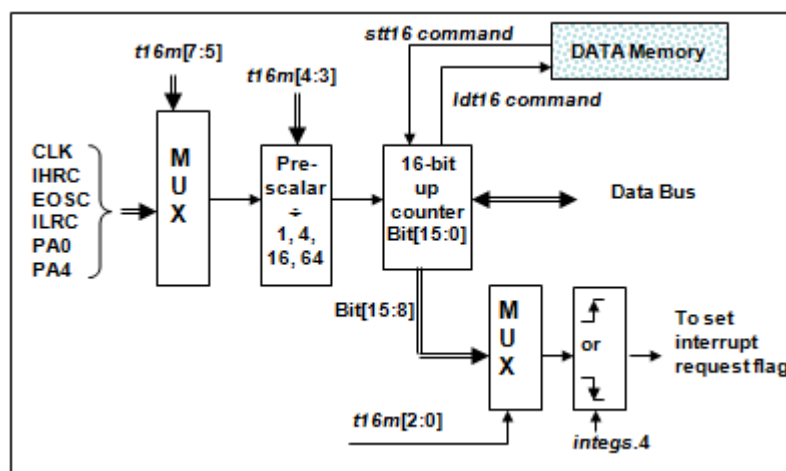 t16m[7:5]
t16m[4:3]
stt16 command
DATA Memory
ldt16 command
CLK
IHRC
EOSC
ILRC
PA0
PA4
M
U
X
Pre-
scalar
÷
1, 4,
16, 64
16-bit
up
counter
Bit[15:0]
Data Bus
Bit[15:8]
M
U
X
or
To set
interrupt
request flag
t16m[2:0]
integs.4